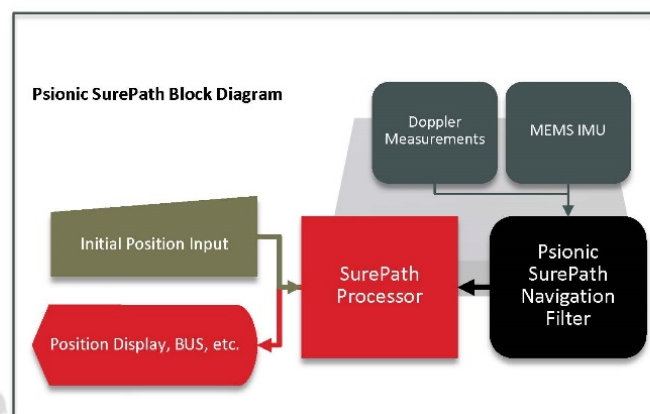 Psionic SurePath Block Diagram
Doppler
Measurements
MEMS IMU
Initial Position Input
SurePath
Processor
Psionic
SurePath
Navigation
Filter
Position Display, BUS, etc.